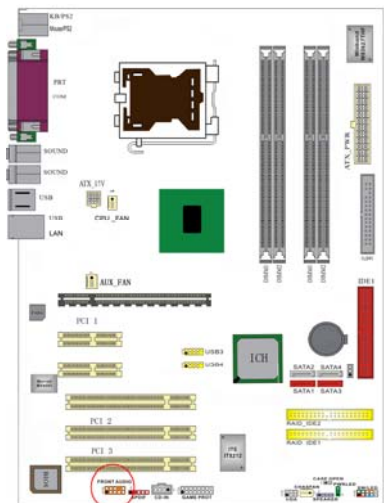 KB/PS2
Mouse/PS2
PRT
COM
SOUND
SOUND
USB
USB
LAN
ATX_12V
CPU_FAN
ATX_PWR
AUX_FAN
IDE1
PCI 1
USB3
USB4
ICH
SATA2
SATA4
SATA1
SATA3
PCI 2
RAID_IDE2
RAID_IDE1
PCI 3
FRONT AUDIO
SPDIF
CD-IN
GAME PROT
CASE OPEN